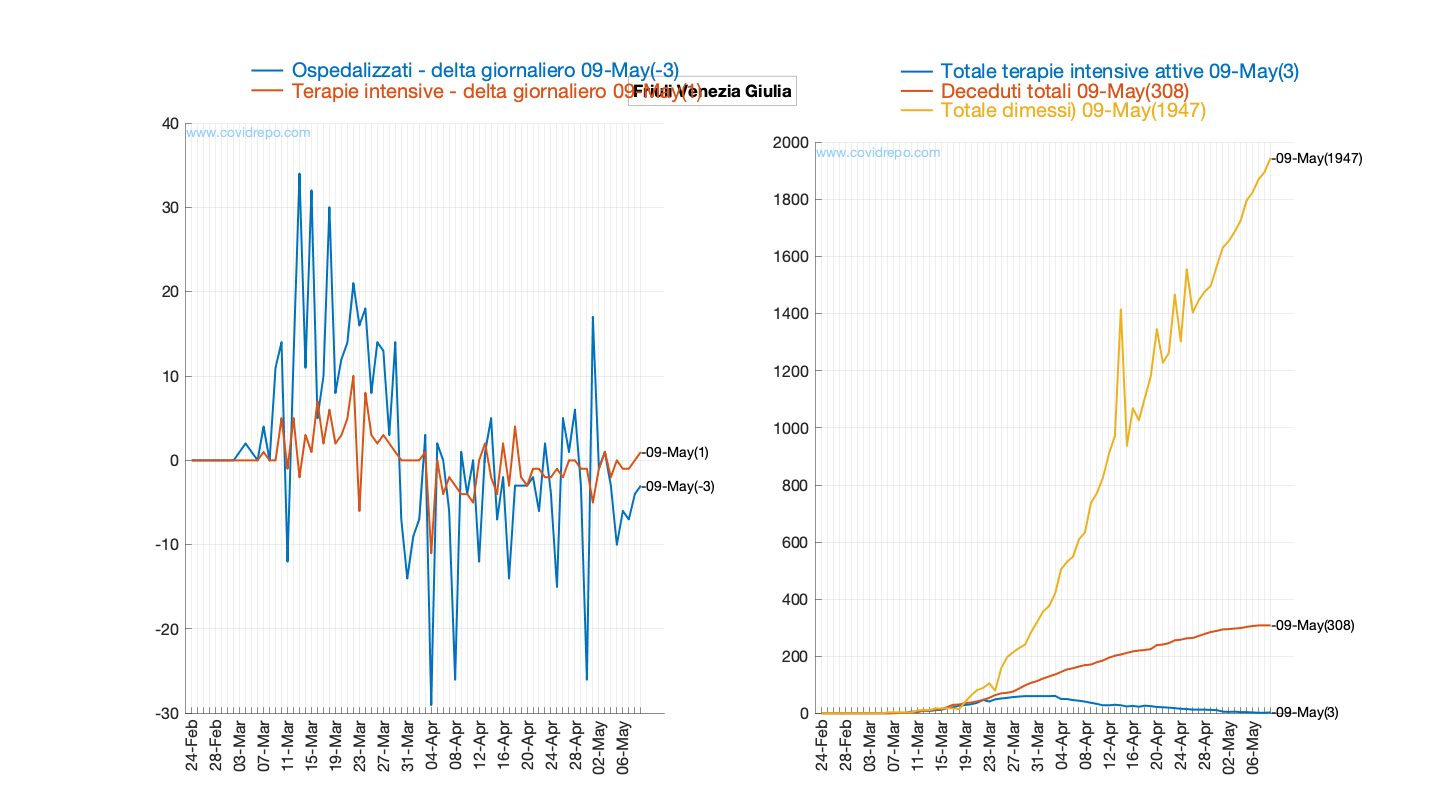 Ospedalizzati - delta giornaliero 09-May(-3)
Terapie intensive - delta giornaliero 09-May(1)
Friuli Venezia Giulia
www.covidrepo.com
40
30
20
10
0
-10
-20
-30
-09-May(1)
-09-May(-3)
24-Feb
28-Feb
03-Mar
07-Mar
11-Mar
15-Mar
19-Mar
23-Mar
27-Mar
31-Mar
04-Apr
08-Apr
12-Apr
16-Apr
20-Apr
24-Apr
28-Apr
02-May
06-May
Totale terapie intensive attive 09-May(3)
Deceduti totali 09-May(308)
Totale dimessi) 09-May(1947)
www.covidrepo.com
2000
1800
1600
1400
1200
1000
800
600
400
200
0
-09-May(1947)
-09-May(308)
-09-May(3)
24-Feb
28-Feb
03-Mar
07-Mar
11-Mar
15-Mar
19-Mar
23-Mar
27-Mar
31-Mar
04-Apr
08-Apr
12-Apr
16-Apr
20-Apr
24-Apr
28-Apr
02-May
06-May